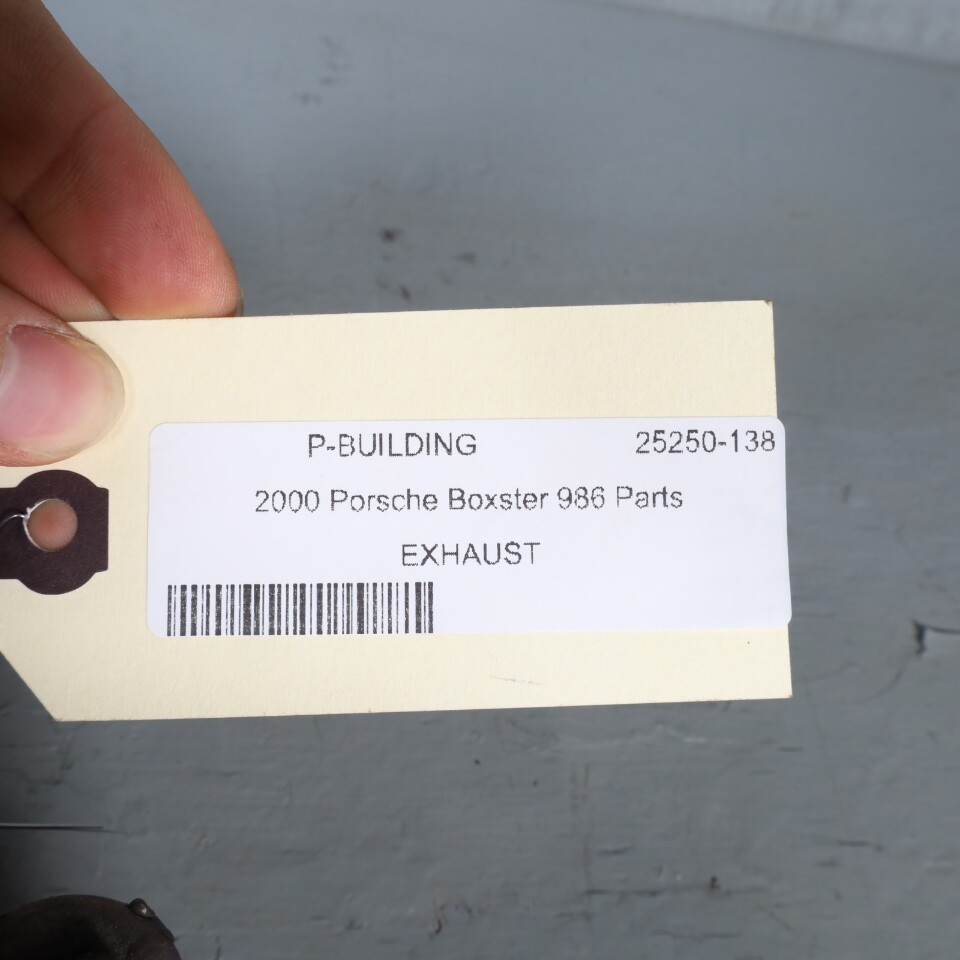 P-BUILDING 25250-138
2000 Porsche Boxster 986 Parts
EXHAUST